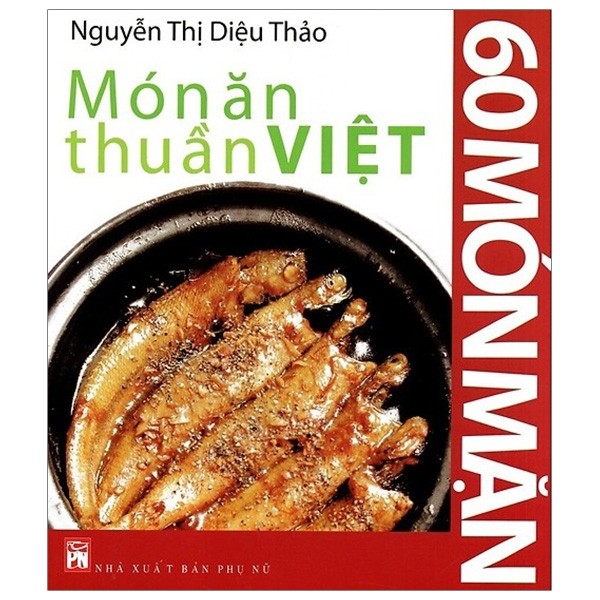 Nguyễn Thị Diệu Thảo
Món ăn
thuần VIỆT
60 MÓN MẶN
PN
NHÀ XUẤT BẢN PHỤ NỮ